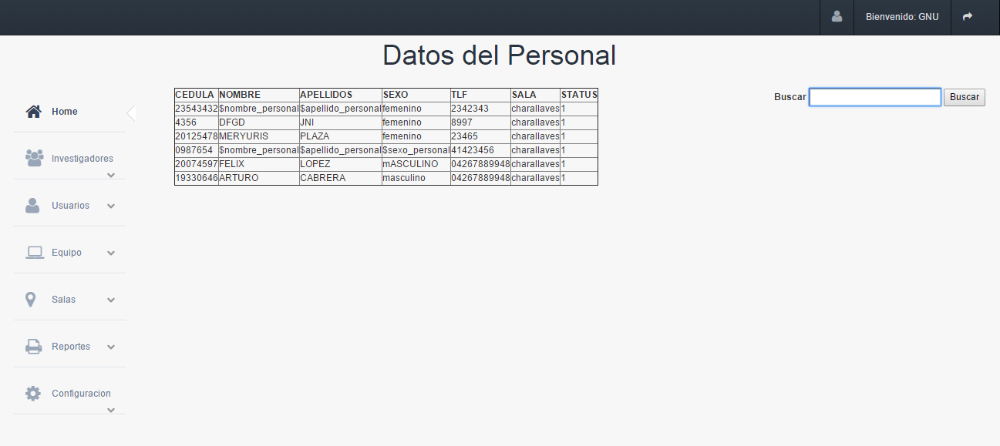 Bienvenido: GNU
Datos del Personal
Home
Investigadores
Usuarios
Equipo
Salas
Reportes
Configuracion
CEDULA NOMBRE APELLIDOS SEXO TLF SALA STATUS
23543432 $nombre_personal $apellido_personal femenino 2342343 charallaves 1
4356 DFGD JNI femenino 8997 charallaves 1
20125478 MERYURIS PLAZA femenino 23465 charallaves 1
0987654 $nombre_personal $apellido_personal $sexo_personal 41423456 charallaves 1
20074597 FELIX LOPEZ mASCULINO 04267889948 charallaves 1
19330646 ARTURO CABRERA masculino 04267889948 charallaves 1
Buscar Buscar